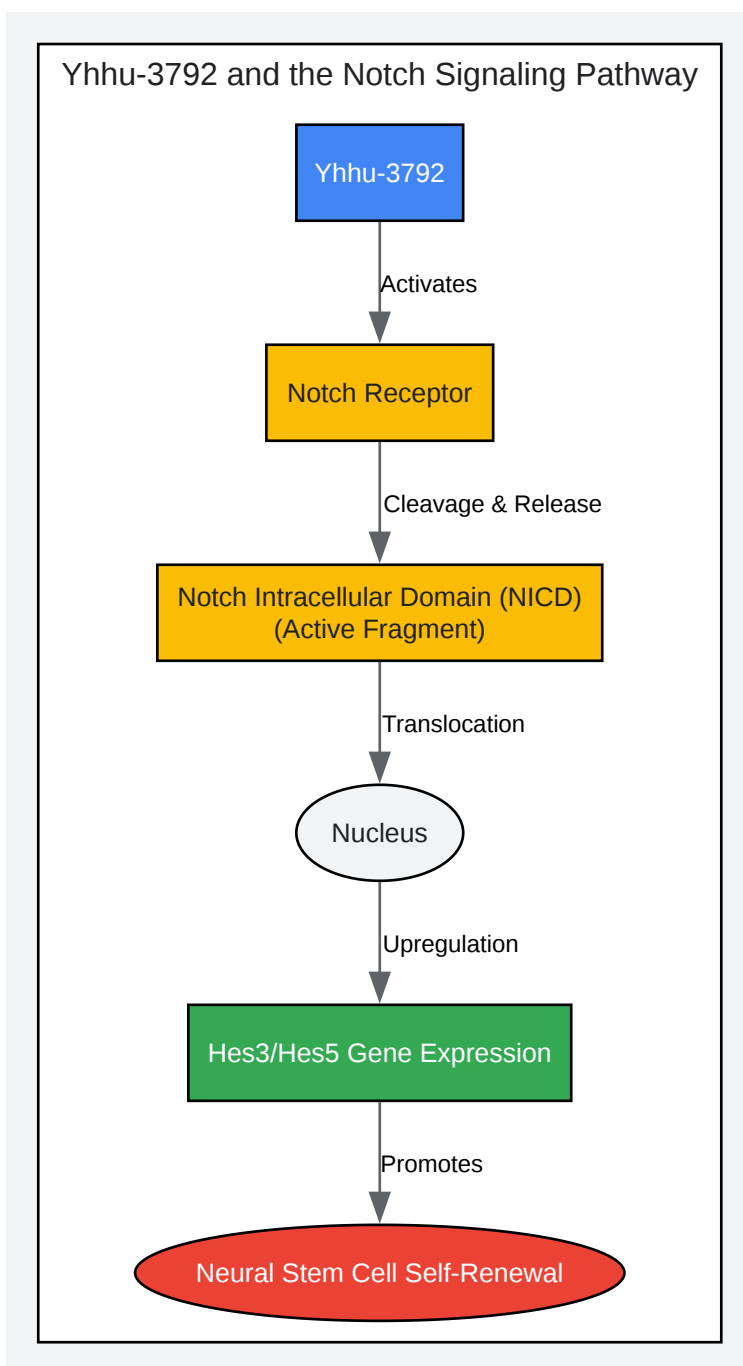 Yhhu-3792 and the Notch Signaling Pathway
Yhhu-3792
Activates
Notch Receptor
Cleavage & Release
Notch Intracellular Domain (NICD)
(Active Fragment)
Translocation
Nucleus
Upregulation
Hes3/Hes5 Gene Expression
Promotes
Neural Stem Cell Self-Renewal